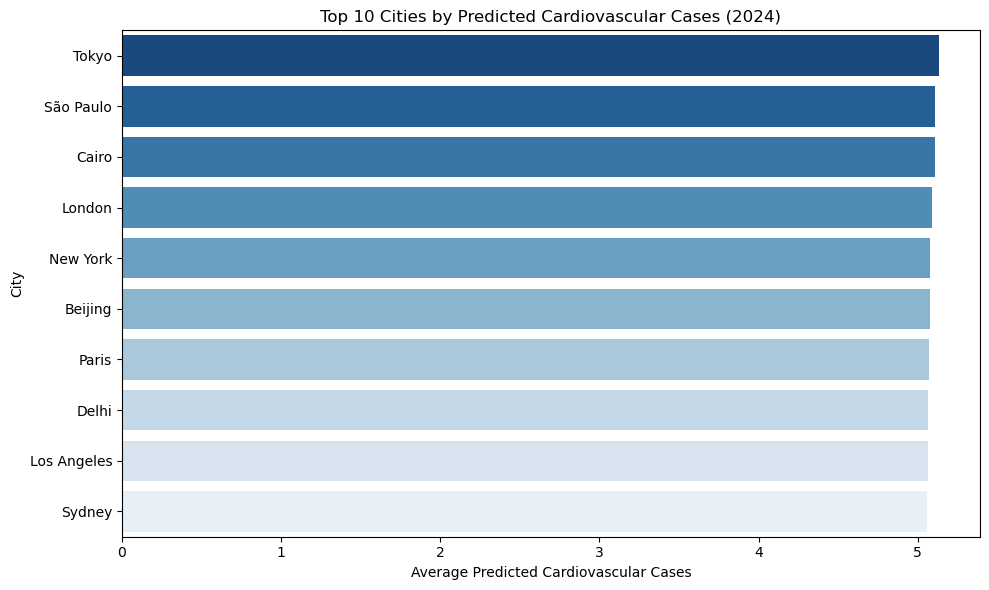 Top 10 Cities by Predicted Cardiovascular Cases (2024)
City
Tokyo
São Paulo
Cairo
London
New York
Beijing
Paris
Delhi
Los Angeles
Sydney
0 1 2 3 4 5
Average Predicted Cardiovascular Cases